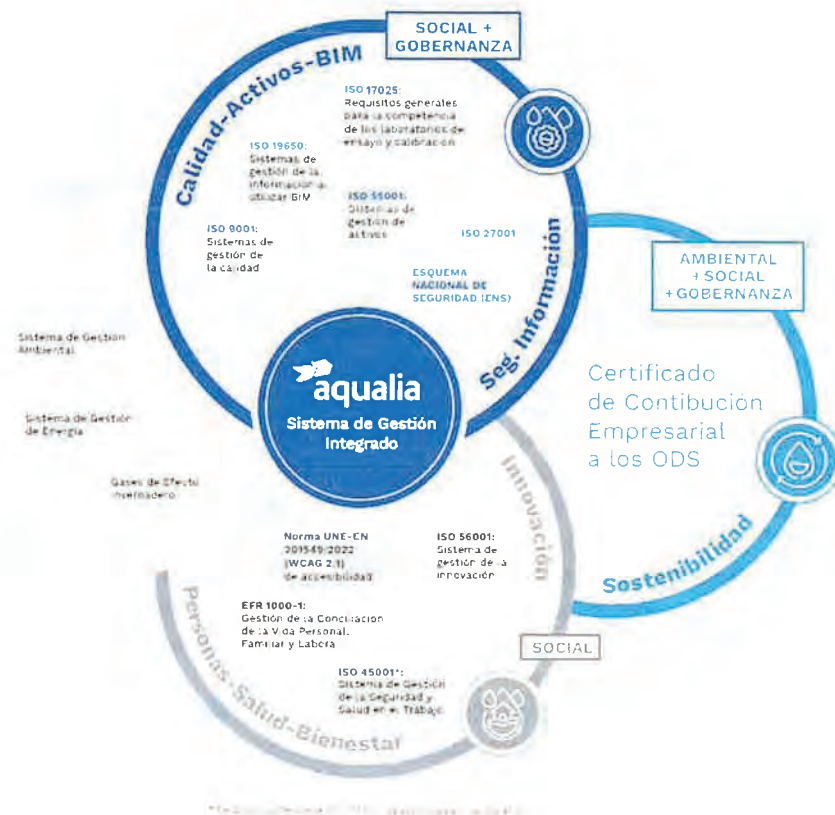 SOCIAL +
GOBERNANZA
Calidad-Activos-BIM
ISO 17025:
Requisitos generales
para la competencia
de los laboratorios de
ensayo y calibración
ISO 19650:
Sistemas de
gestión de la
información al
utilizar BIM
ISO 55001:
Sistemas de
gestión de
activos
ISO 9001:
Sistemas de
gestión de
la calidad
ISO 27001
ESQUEMA
NACIONAL DE
SEGURIDAD (ENS)
Seg. Información
AMBIENTAL
+ SOCIAL
+ GOBERNANZA
Certificado
de Contibución
Empresarial
a los ODS
Sostenibilidad
Sistema de Gestión
Ambiental
Sistema de Gestión
de Energía
Gases de Efecto
Invernadero
aqualia
Sistema de Gestión
Integrado
Innovación
Norma UNE-EN
301549:2022
(WCAG 2.1)
de accesibilidad
ISO 56001:
Sistema de
gestión de la
innovación
EFR 1000-1:
Gestión de la Conciliación
de la Vida Personal,
Familiar y Labora
SOCIAL
ISO 45001*:
Sistema de Gestión
de la Seguridad y
Salud en el Trabajo
Personas-Salud-Bienestar